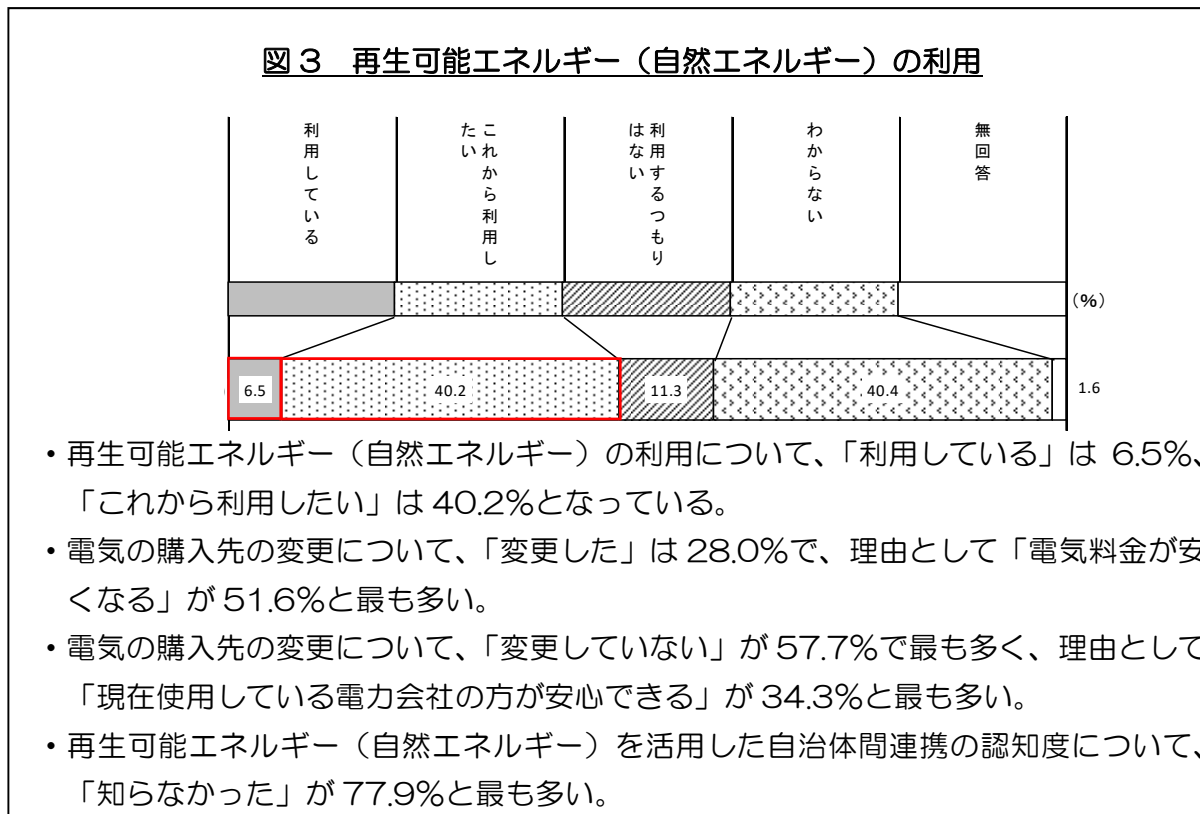 図3 再生可能エネルギー（自然エネルギー）の利用
利用している
これから利用したい
利用するつもりはない
わからない
無回答
（%）
6.5 40.2 11.3 40.4 1.6
・再生可能エネルギー（自然エネルギー）の利用について、「利用している」は 6.5%、
「これから利用したい」は 40.2%となっている。
・電気の購入先の変更について、「変更した」は 28.0%で、理由として「電気料金が安
くなる」が 51.6%と最も多い。
・電気の購入先の変更について、「変更していない」が 57.7%で最も多く、理由として
「現在使用している電力会社の方が安心できる」が 34.3%と最も多い。
・再生可能エネルギー（自然エネルギー）を活用した自治体間連携の認知度について、
「知らなかった」が 77.9%と最も多い。